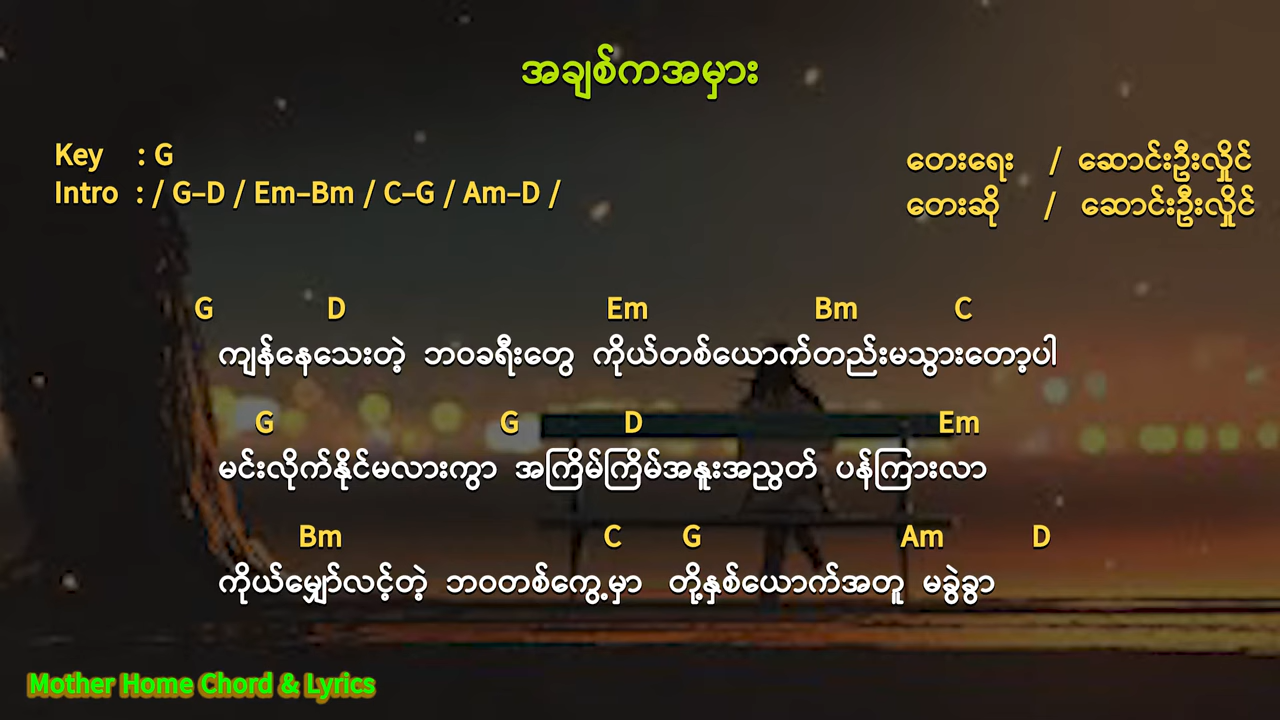 အချစ်ကအမှား
Key : G
Intro : / G–D / Em–Bm / C–G / Am–D /
တေးရေး / ဆောင်းဦးလှိုင်
တေးဆို / ဆောင်းဦးလှိုင်
G D Em Bm C
ကျန်နေသေးတဲ့ ဘဝခရီးတွေ ကိုယ်တစ်ယောက်တည်းမသွားတော့ပါ
G G D Em
မင်းလိုက်နိုင်မလားကွာ အကြိမ်ကြိမ်အနူးအညွတ် ပန်ကြားလာ
Bm C G Am D
ကိုယ်မျှော်လင့်တဲ့ ဘဝတစ်ကွေ့မှာ တို့နှစ်ယောက်အတူ မခွဲခွာ
Mother Home Chord & Lyrics